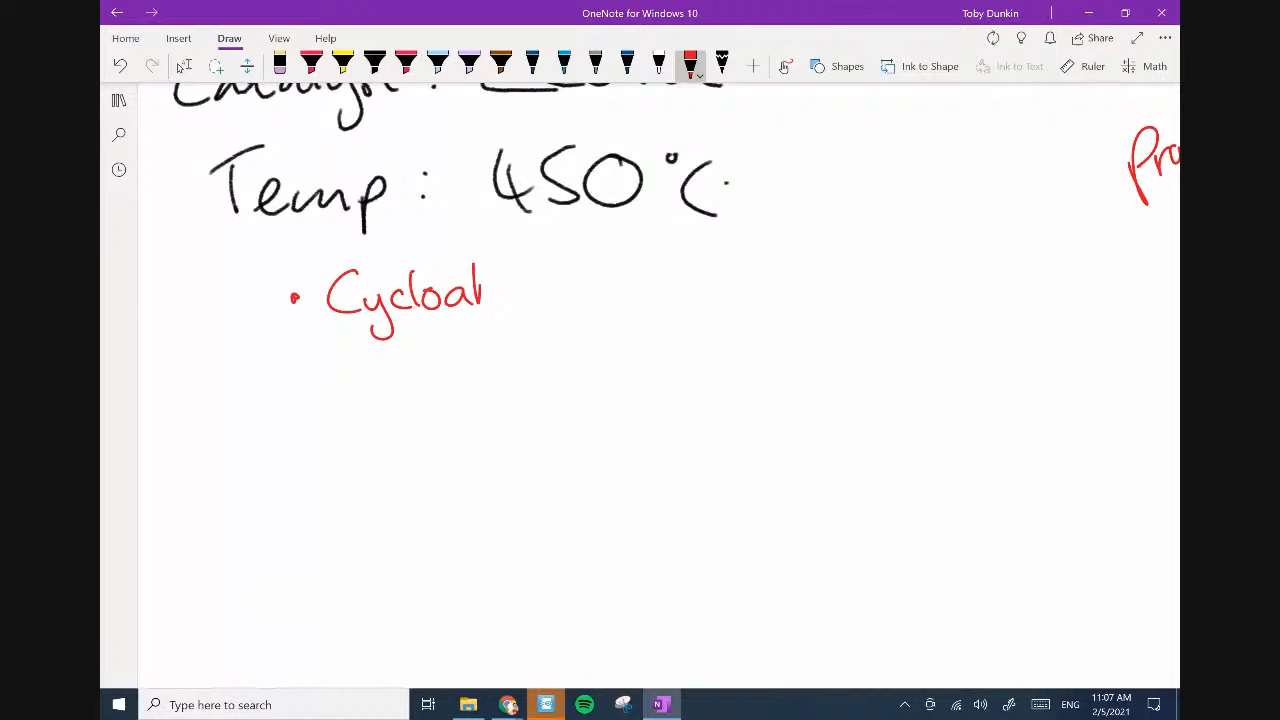 OneNote for Windows 10
Toby Dunkin
Home Insert Draw View Help
Share
Shapes
Ink to Shape
Ink to Text
Ruler
Math
Temp : 450°C
Pro
• Cycloal
Type here to search
ENG
11:07 AM
2/5/2021